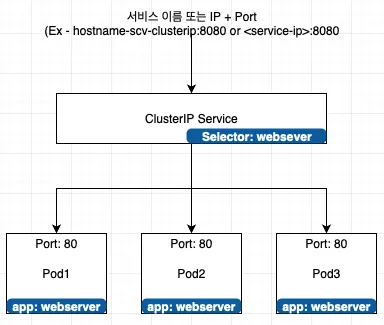 서비스 이름 또는 IP + Port
(Ex - hostname-scv-clusterip:8080 or <service-ip>:8080
ClusterIP Service
Selector: websever
Port: 80
Port: 80
Port: 80
Pod1
Pod2
Pod3
app: webserver
app: webserver
app: webserver